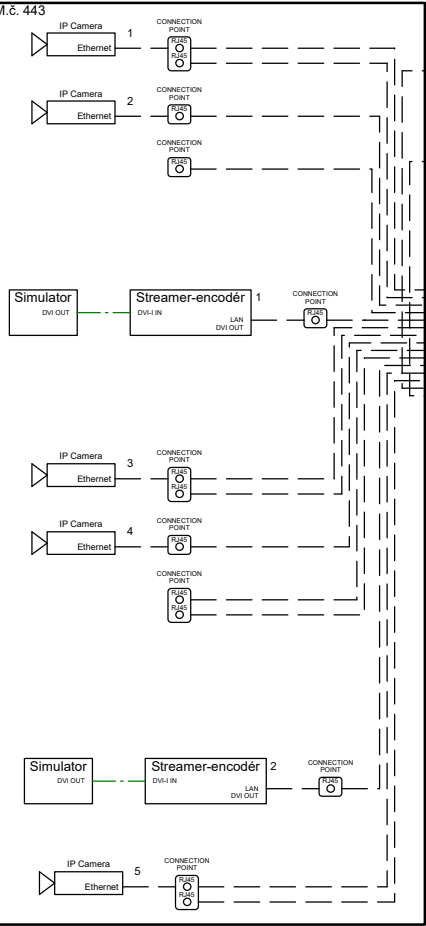 M.č. 443
IP Camera
1
Ethernet
CONNECTION
POINT
RJ45
RJ45
IP Camera
2
Ethernet
CONNECTION
POINT
RJ45
CONNECTION
POINT
RJ45
Simulator
DVI OUT
Streamer-encodér
1
DVI-I IN
LAN
DVI OUT
CONNECTION
POINT
RJ45
IP Camera
3
Ethernet
CONNECTION
POINT
RJ45
RJ45
IP Camera
4
Ethernet
CONNECTION
POINT
RJ45
CONNECTION
POINT
RJ45
RJ45
Simulator
DVI OUT
Streamer-encodér
2
DVI-I IN
LAN
DVI OUT
CONNECTION
POINT
RJ45
IP Camera
5
Ethernet
CONNECTION
POINT
RJ45
RJ45